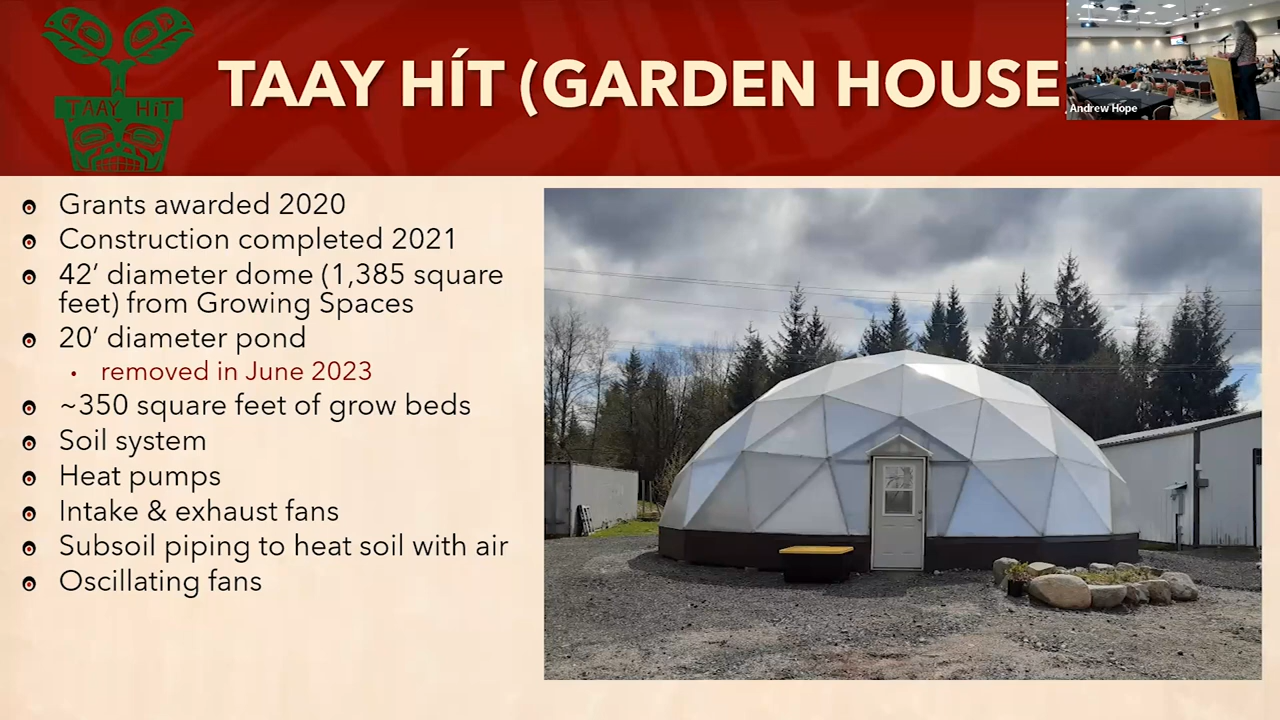 TAAY HÍT
TAAY HÍT (GARDEN HOUSE)
Andrew Hope
Grants awarded 2020
Construction completed 2021
42’ diameter dome (1,385 square
feet) from Growing Spaces
20’ diameter pond
removed in June 2023
~350 square feet of grow beds
Soil system
Heat pumps
Intake & exhaust fans
Subsoil piping to heat soil with air
Oscillating fans